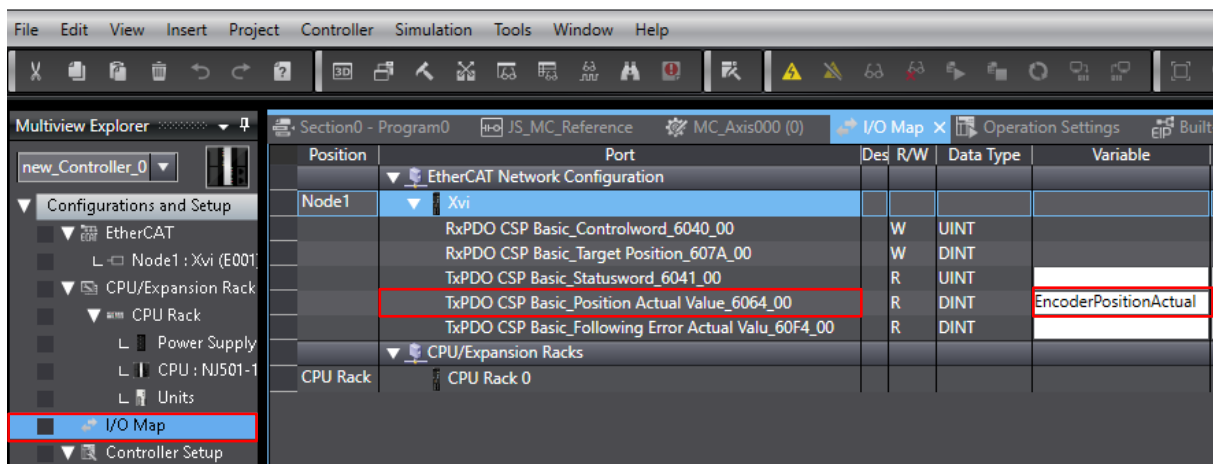 File Edit View Insert Project Controller Simulation Tools Window Help
3D
Multiview Explorer
new_Controller_0
Configurations and Setup
EtherCAT
Node1 : Xvi (E001
CPU/Expansion Rack
CPU Rack
Power Supply
CPU : NJ501-1
Units
I/O Map
Controller Setup
Section0 - Program0 JS_MC_Reference MC_Axis000 (0) I/O Map Operation Settings EIP Built
Position Port Des R/W Data Type Variable
EtherCAT Network Configuration
Node1 Xvi
RxPDO CSP Basic_Controlword_6040_00 W UINT
RxPDO CSP Basic_Target Position_607A_00 W DINT
TxPDO CSP Basic_Statusword_6041_00 R UINT
TxPDO CSP Basic_Position Actual Value_6064_00 R DINT EncoderPositionActual
TxPDO CSP Basic_Following Error Actual Valu_60F4_00 R DINT
CPU/Expansion Racks
CPU Rack CPU Rack 0